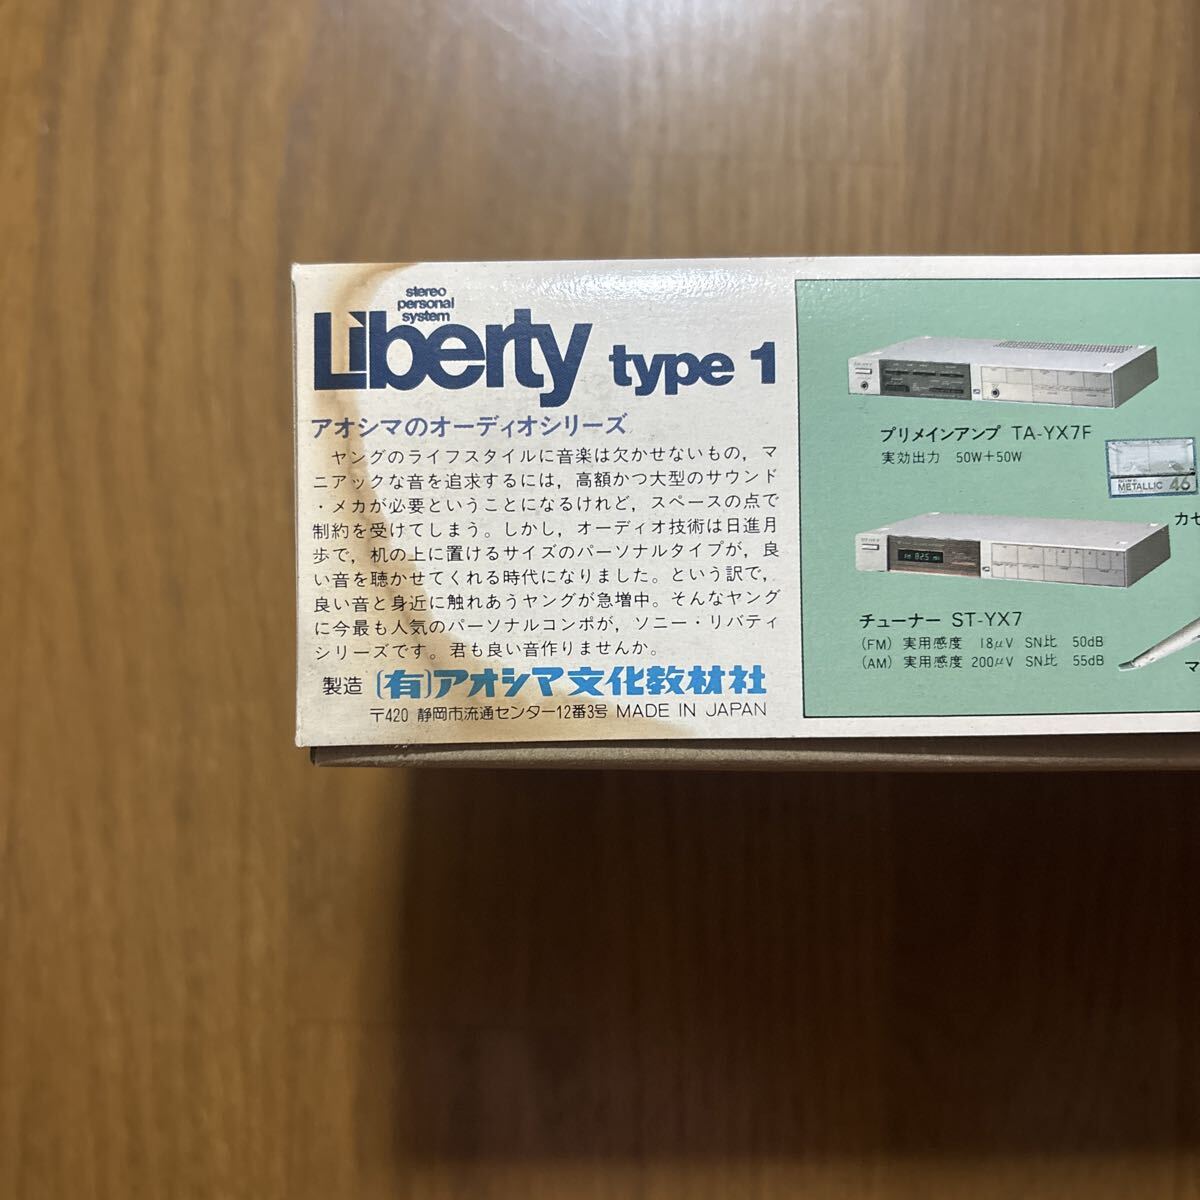 stereo
personal
system
Liberty type 1
アオシマのオーディオシリーズ
ヤングのライフスタイルに音楽は欠かせないもの，マ
ニアックな音を追求するには，高額かつ大型のサウンド
・メカが必要ということになるけれど，スペースの点で
制約を受けてしまう。しかし，オーディオ技術は日進月
歩で，机の上に置けるサイズのパーソナルタイプが，良
い音を聴かせてくれる時代になりました。という訳で，
良い音と身近に触れあうヤングが急増中。そんなヤング
に今最も人気のパーソナルコンポが，ソニー・リバティ
シリーズです。君も良い音作りませんか。
製造 (有)アオシマ文化教材社
〒420 静岡市流通センター12番3号 MADE IN JAPAN
プリメインアンプ TA-YX7F
実効出力 50W＋50W
METALLIC 46
カセ
チューナー ST-YX7
(FM) 実用感度 18μV SN比 50dB
(AM) 実用感度 200μV SN比 55dB
マ